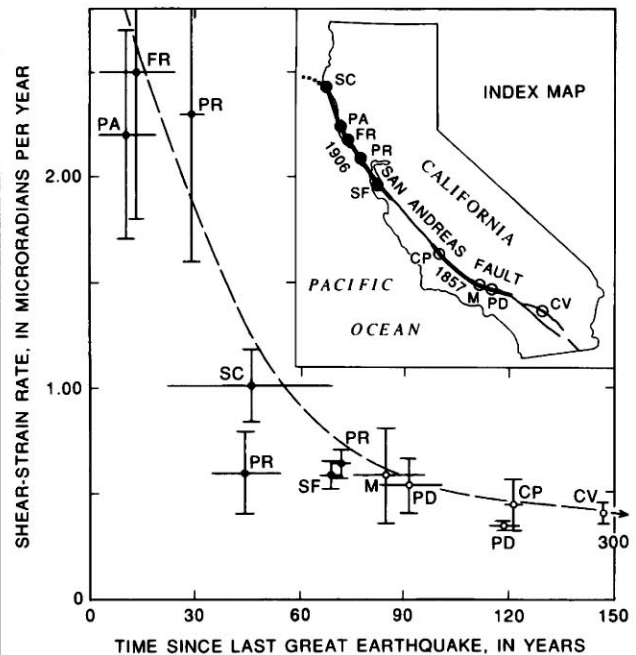 SHEAR-STRAIN RATE, IN MICRORADIANS PER YEAR
2.00
1.00
0
FR
PA
PR
SC
PR
SF
PR
M
PD
CP
PD
CV
300
0
30
60
90
120
150
TIME SINCE LAST GREAT EARTHQUAKE, IN YEARS
INDEX MAP
SC
PA
FR
PR
SF
1906
SAN ANDREAS FAULT
CALIFORNIA
CP
1857
M
PD
CV
PACIFIC
OCEAN